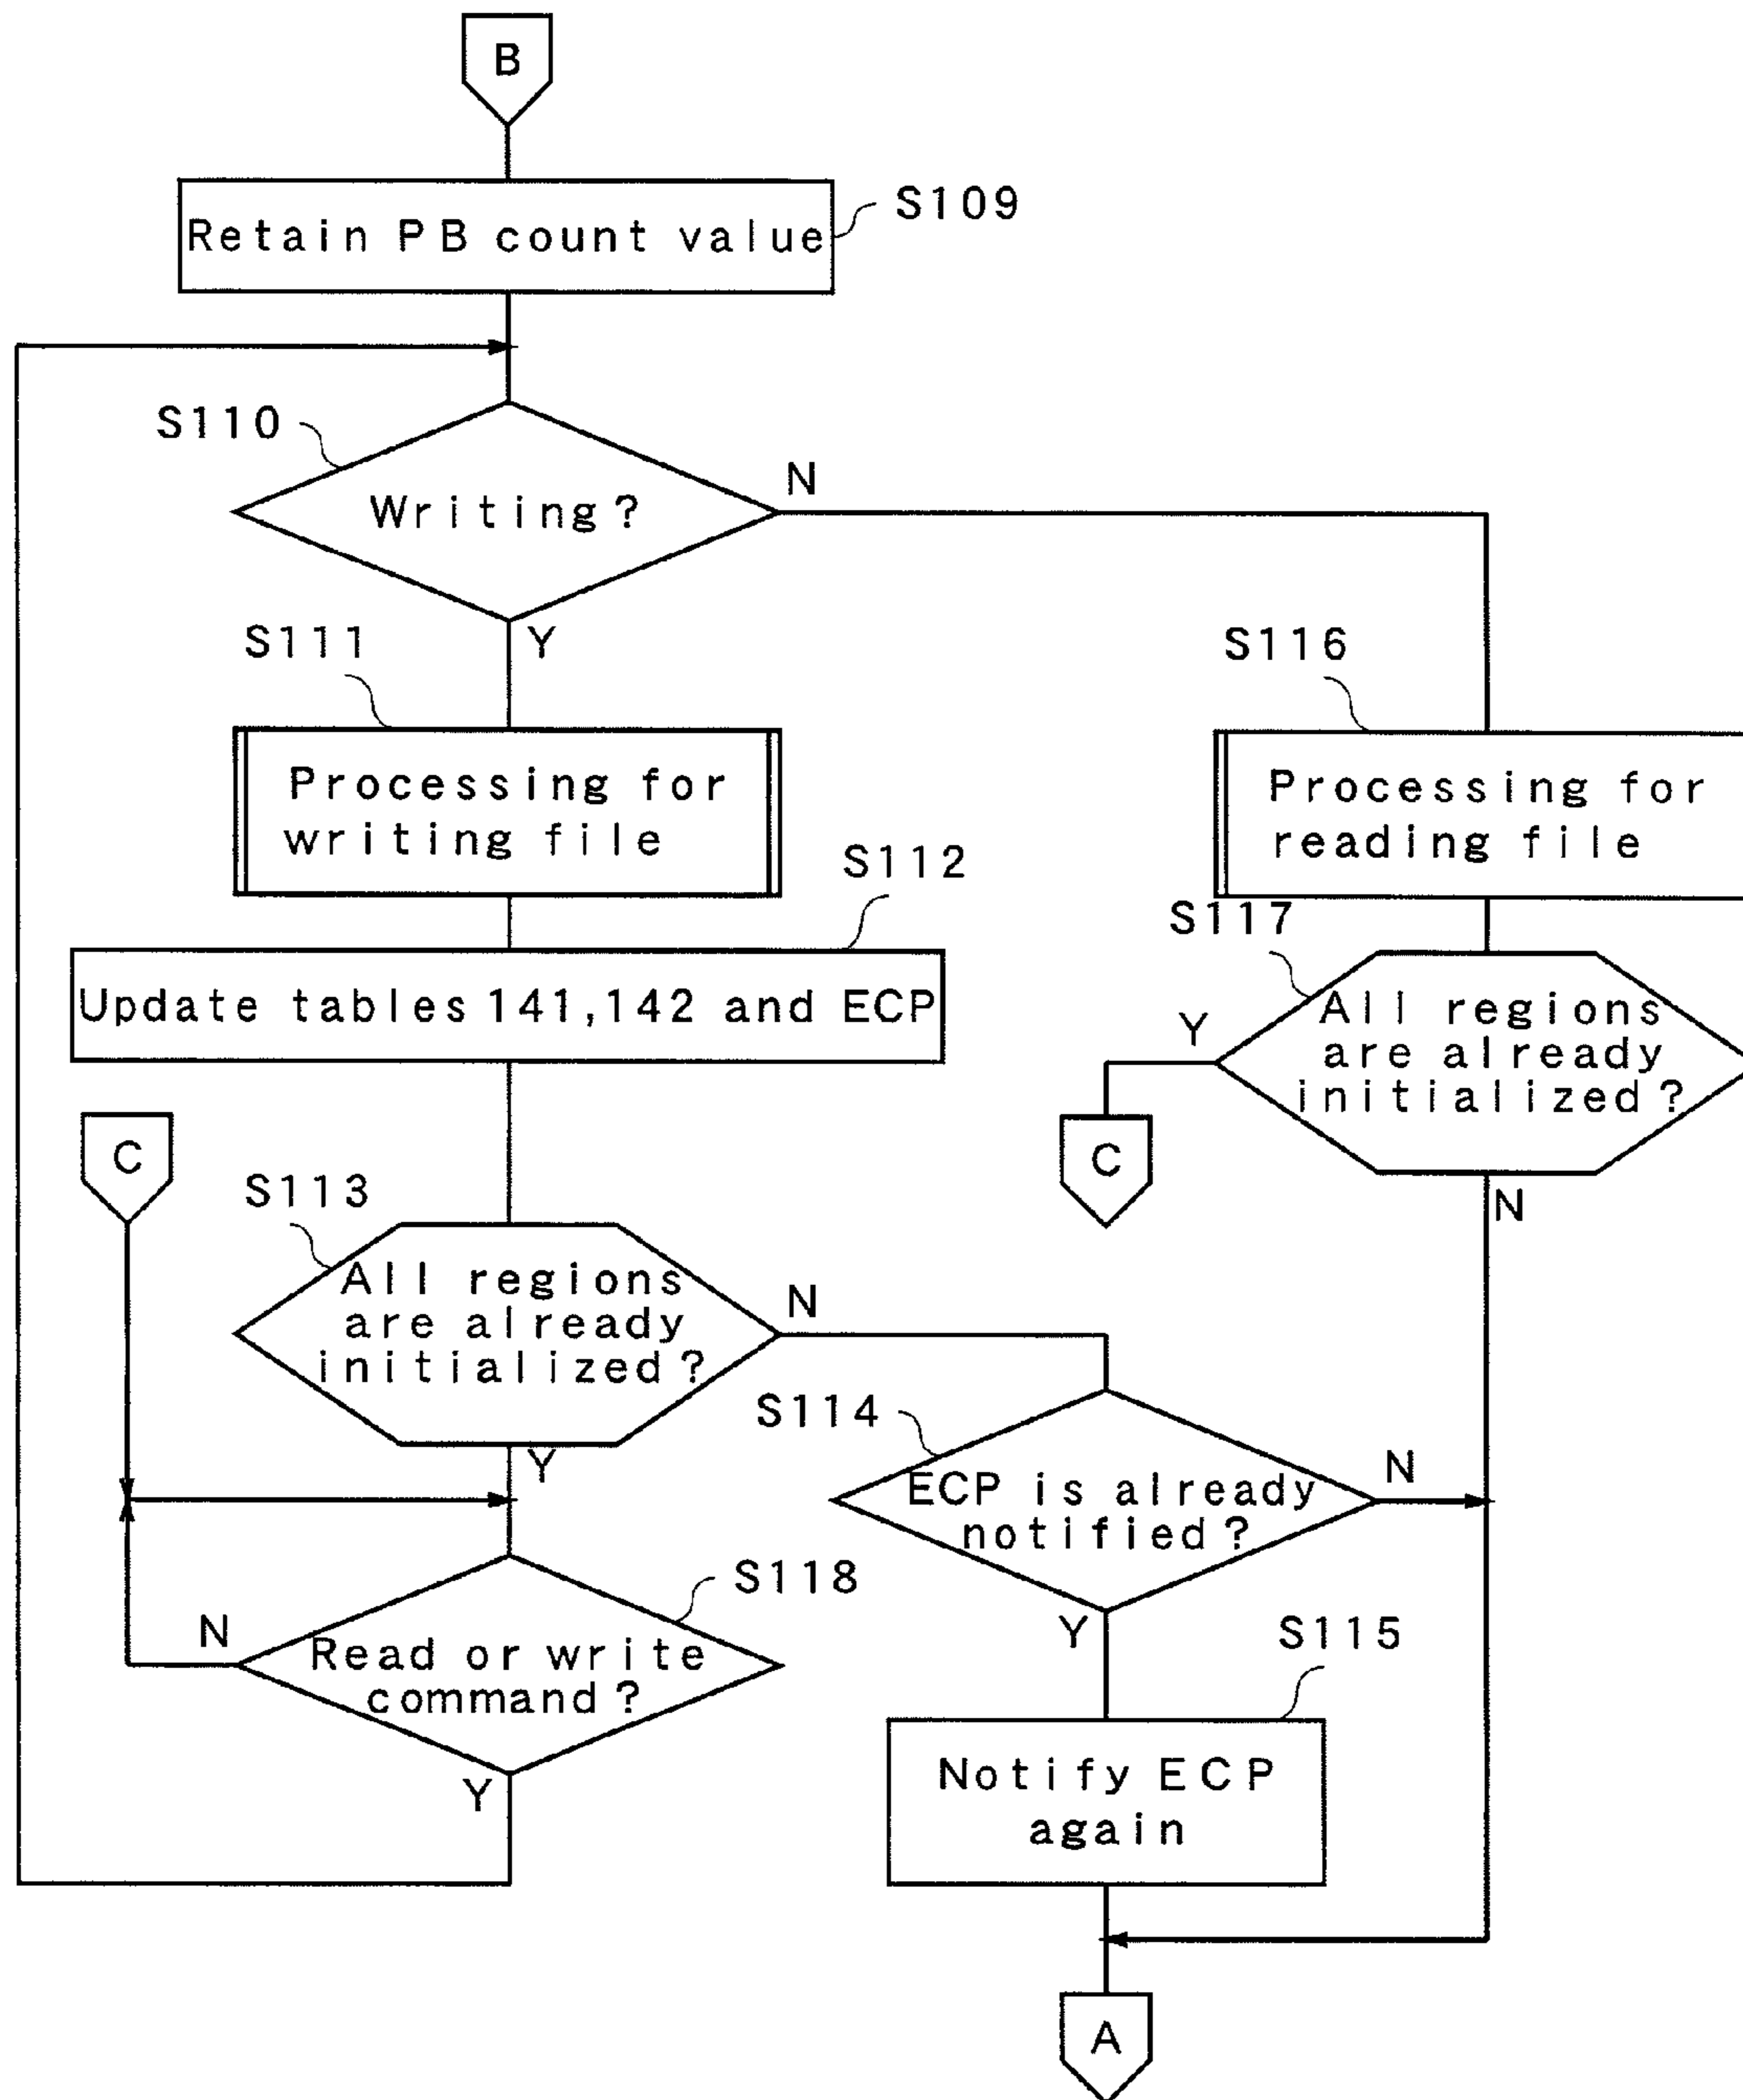 B
S109
Retain PB count value
S110
Writing?
N
Y
S111
Processing for
writing file
S116
Processing for
reading file
S112
Update tables 141,142 and ECP
S117
All regions
are already
initialized?
Y
C
N
C
S113
All regions
are already
initialized?
N
Y
S114
ECP is already
notified?
N
Y
S118
Read or write
command?
N
Y
S115
Notify ECP
again
A